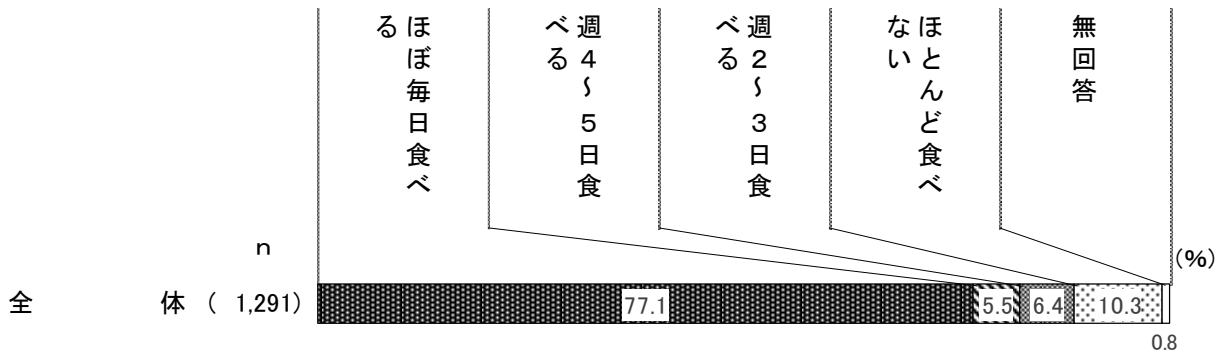 ほぼ毎日食べ
る
週４～５日食
べる
週２～３日食
べる
ほとんど食べ
ない
無回答
ｎ
(%)
全体 ( 1,291)
77.1
5.5
6.4
10.3
0.8